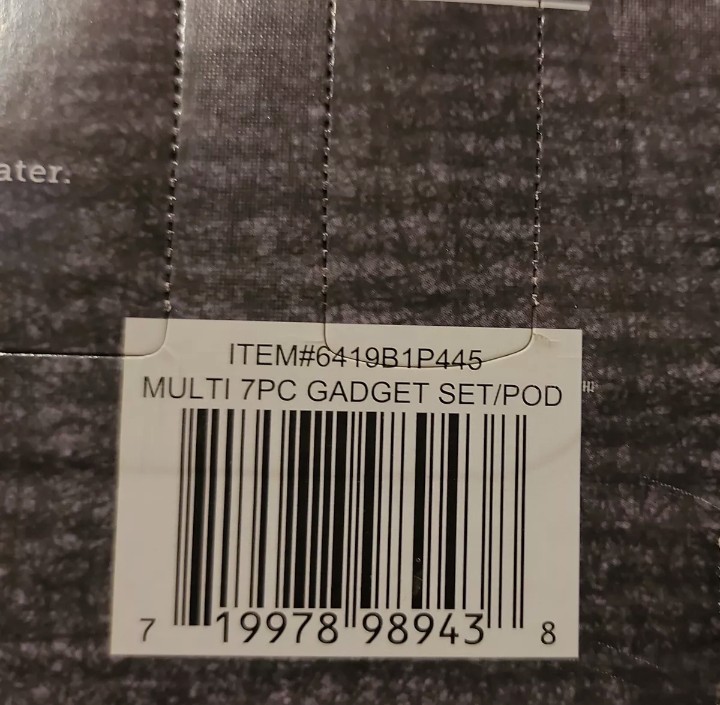 ater.
ITEM#6419B1P445
MULTI 7PC GADGET SET/POD
7 19978 98943 8